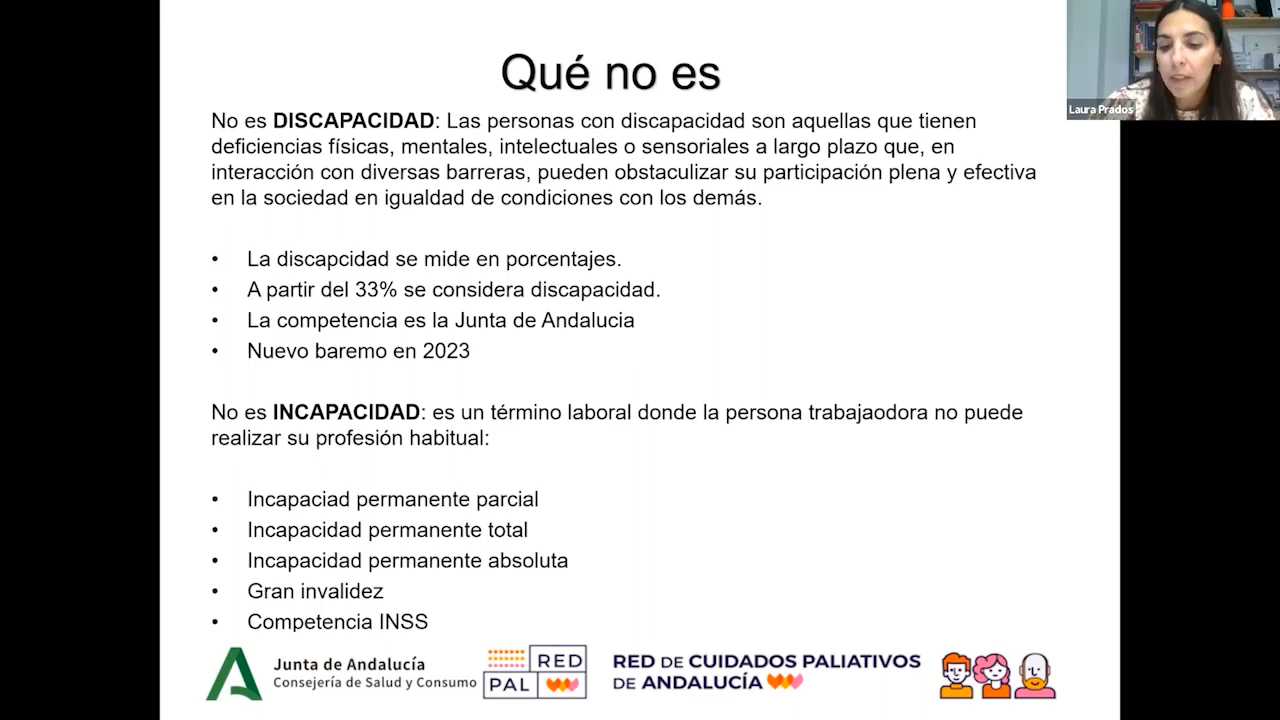 Qué no es
Laura Prados
No es DISCAPACIDAD: Las personas con discapacidad son aquellas que tienen
deficiencias físicas, mentales, intelectuales o sensoriales a largo plazo que, en
interacción con diversas barreras, pueden obstaculizar su participación plena y efectiva
en la sociedad en igualdad de condiciones con los demás.
• La discapcidad se mide en porcentajes.
• A partir del 33% se considera discapacidad.
• La competencia es la Junta de Andalucia
• Nuevo baremo en 2023
No es INCAPACIDAD: es un término laboral donde la persona trabajaodora no puede
realizar su profesión habitual:
• Incapaciad permanente parcial
• Incapacidad permanente total
• Incapacidad permanente absoluta
• Gran invalidez
• Competencia INSS
Junta de Andalucía
Consejería de Salud y Consumo
RED
PAL
RED DE CUIDADOS PALIATIVOS
DE ANDALUCÍA